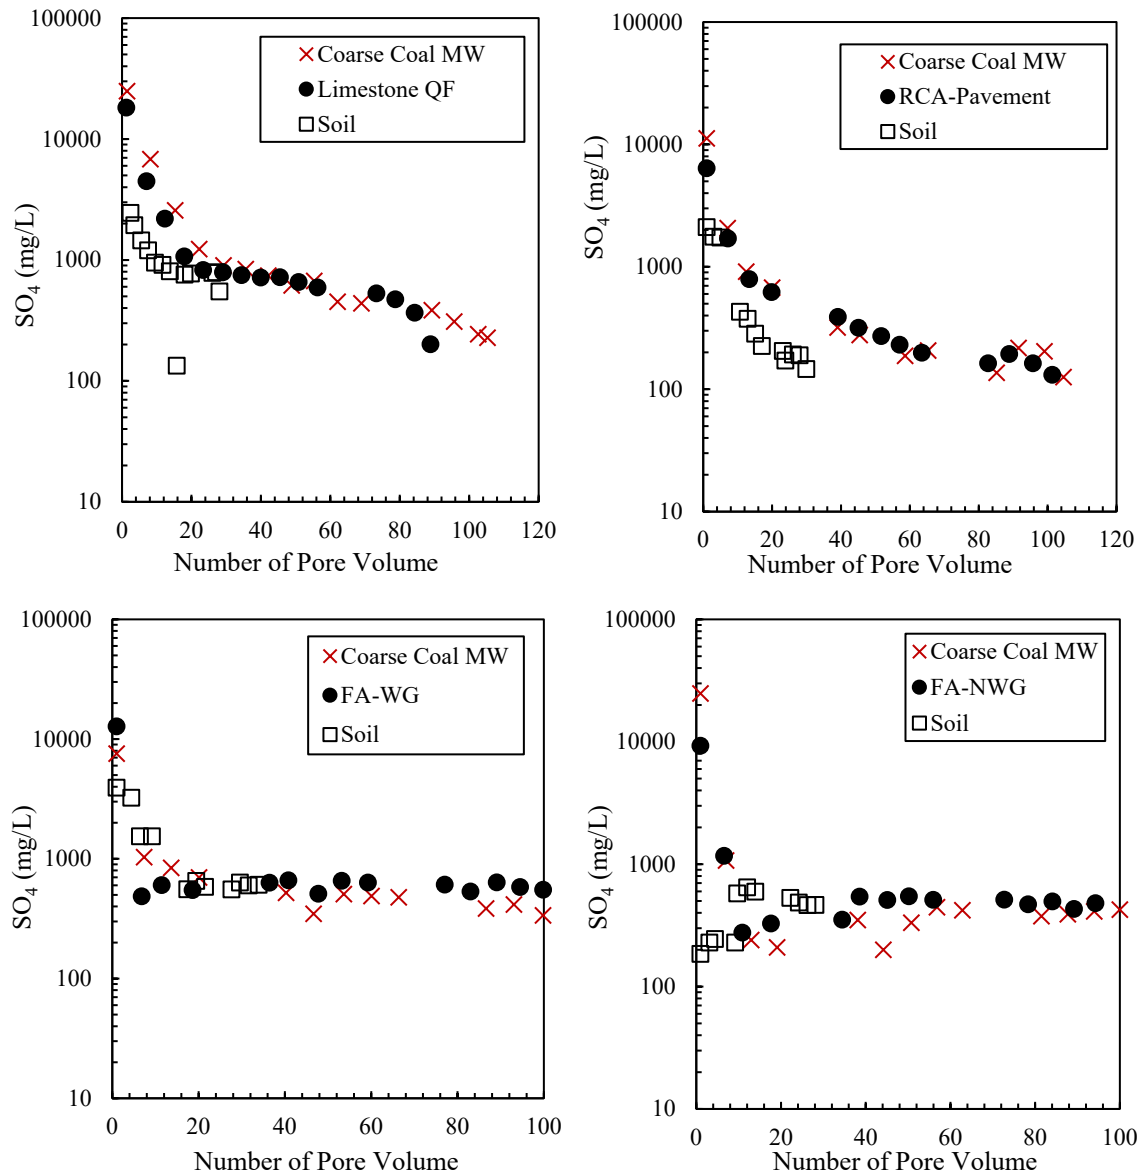 100000
10000
1000
100
10
SO4 (mg/L)
Coarse Coal MW
Limestone QF
Soil
0 20 40 60 80 100 120
Number of Pore Volume
100000
10000
1000
100
10
SO4 (mg/L)
Coarse Coal MW
RCA-Pavement
Soil
0 20 40 60 80 100 120
Number of Pore Volume
100000
10000
1000
100
10
SO4 (mg/L)
Coarse Coal MW
FA-WG
Soil
0 20 40 60 80 100
Number of Pore Volume
100000
10000
1000
100
10
SO4 (mg/L)
Coarse Coal MW
FA-NWG
Soil
0 20 40 60 80 100
Number of Pore Volume